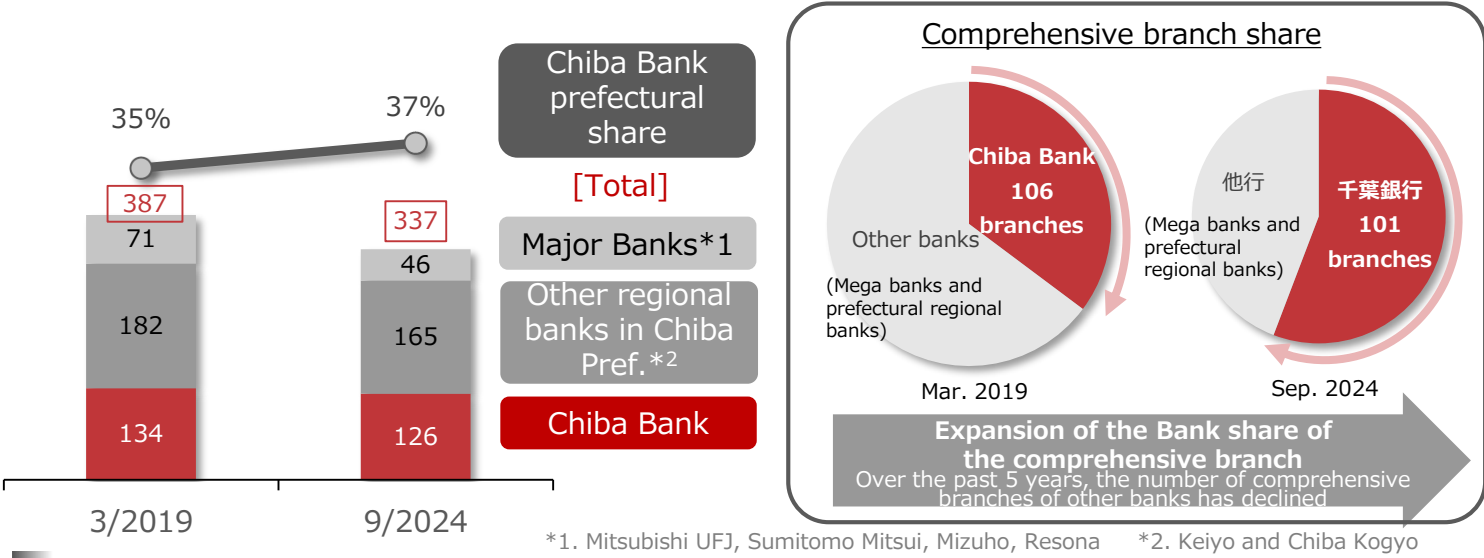 35%
37%
387
71
182
134
337
46
165
126
3/2019
9/2024
Chiba Bank
prefectural
share
[Total]
Major Banks*1
Other regional
banks in Chiba
Pref.*2
Chiba Bank
Comprehensive branch share
Chiba Bank
106
branches
Other banks
(Mega banks and
prefectural regional
banks)
Mar. 2019
他行
(Mega banks and
prefectural
regional banks)
千葉銀行
101
branches
Sep. 2024
Expansion of the Bank share of
the comprehensive branch
Over the past 5 years, the number of comprehensive
branches of other banks has declined
*1. Mitsubishi UFJ, Sumitomo Mitsui, Mizuho, Resona *2. Keiyo and Chiba Kogyo